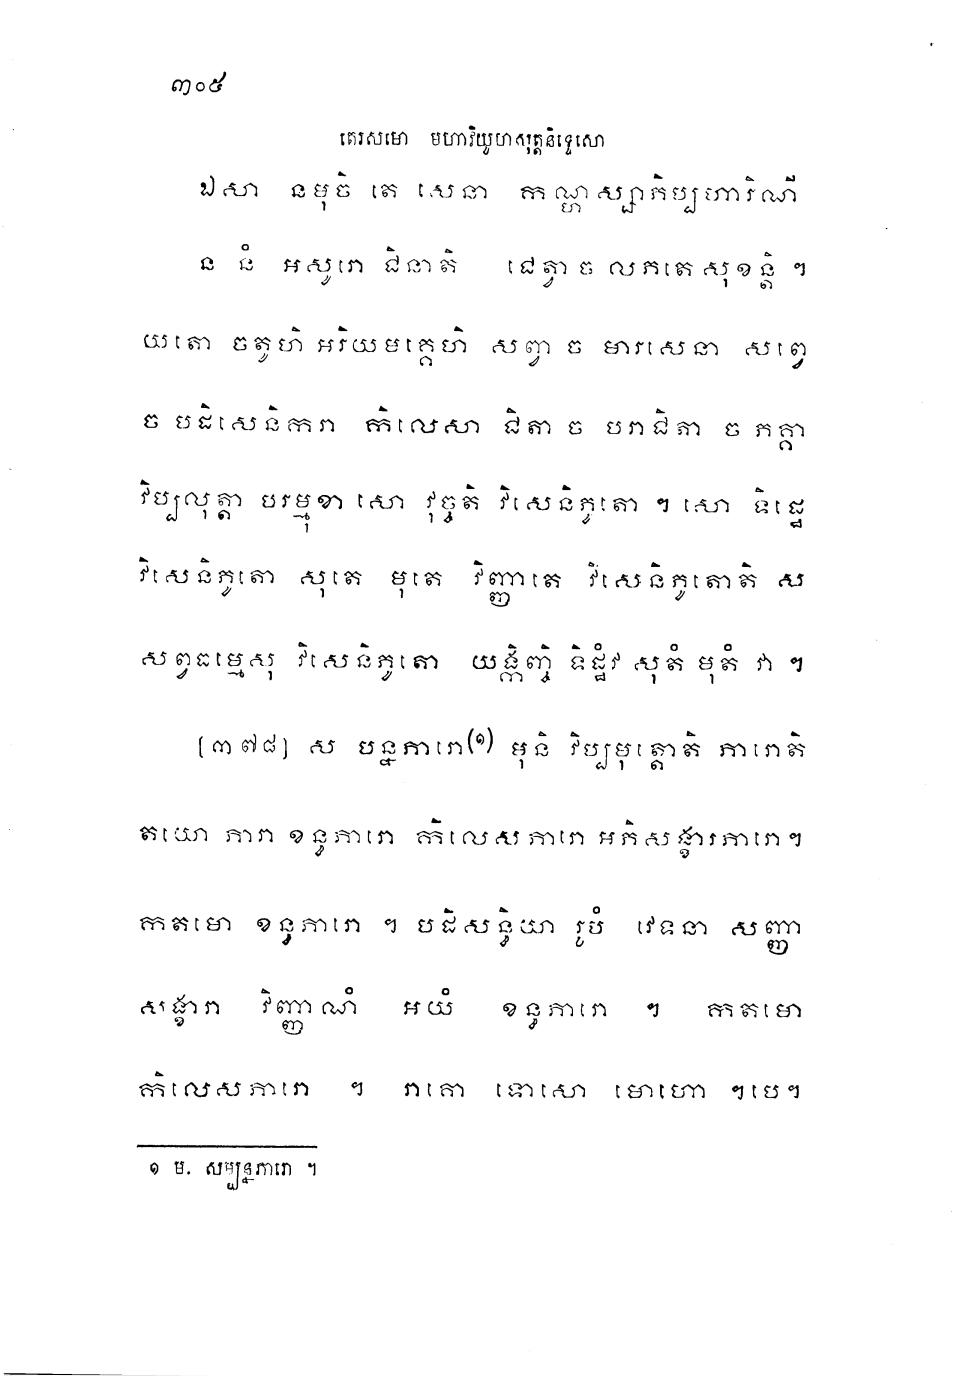 ៣០៥
តេរសមោ មហាវិយូហសុត្តនិទ្ទេសោ
ឯសា នមុចិ តេ សេនា កណ្ហស្សាភិប្បហារិណី
ន នំ អសូរោ ជិនាតិ ជេត្វា ច លភតេ សុខន្តិ ។
យតោ ចតូហិ អរិយមគ្គេហិ សព្វា ច មារសេនា សព្វេ
ច បដិសេនិករា កិលេសា ជិតា ច បរាជិតា ច ភគ្គា
វិប្បលុត្តា បរម្មុខា សោ វុច្ចតិ វិសេនិភូតោ ។ សោ ទិដ្ឋេ
វិសេនិភូតោ សុតេ មុតេ វិញ្ញាតេ វិសេនិភូតោតិ ស
សព្វធម្មេសុ វិសេនិភូតោ យង្កិញ្ចិ ទិដ្ឋំវ សុតំ មុតំ វា ។
[៣៧៨] ស បន្នភារោ(១) មុនិ វិប្បមុត្តោតិ ភារោតិ
តយោ ភារា ខន្ធភារោ កិលេសភារោ អភិសង្ខារភារោ។
កតមោ ខន្ធភារោ ។ បដិសន្ធិយា រូបំ វេទនា សញ្ញា
សង្ខារា វិញ្ញាណំ អយំ ខន្ធភារោ ។ កតមោ
កិលេសភារោ ។ រាគោ ទោសោ មោហោ ។បេ។
១ ម. សម្បន្នភារោ ។